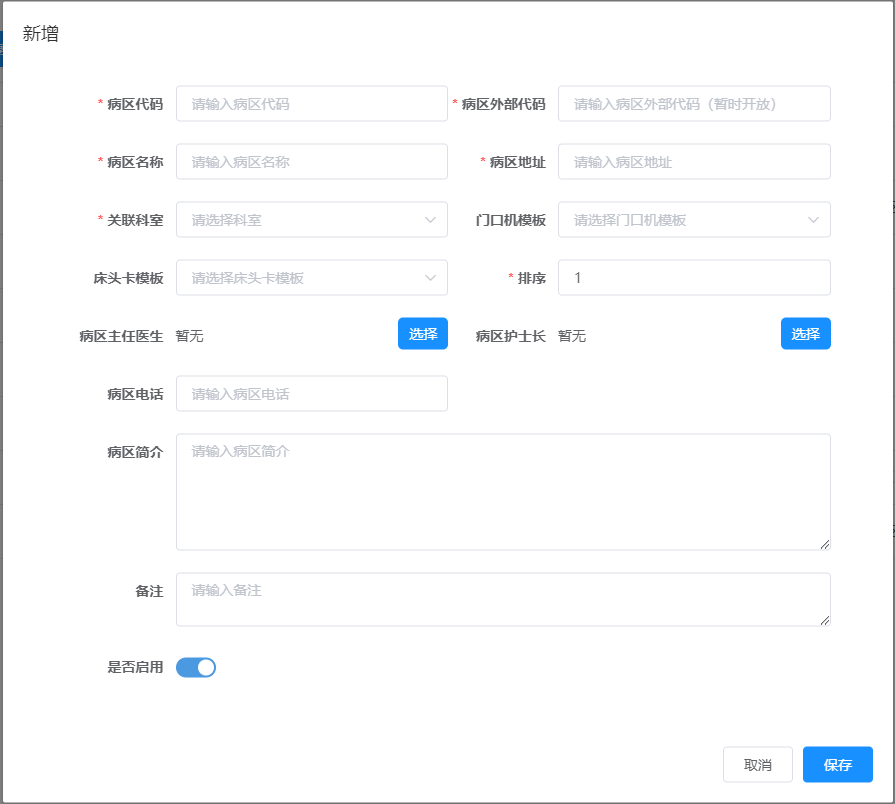 新增
* 病区代码 请输入病区代码 * 病区外部代码 请输入病区外部代码（暂时开放）
* 病区名称 请输入病区名称 * 病区地址 请输入病区地址
* 关联科室 请选择科室 门口机模板 请选择门口机模板
床头卡模板 请选择床头卡模板 * 排序 1
病区主任医生 暂无 选择 病区护士长 暂无 选择
病区电话 请输入病区电话
病区简介 请输入病区简介
备注 请输入备注
是否启用
取消 保存